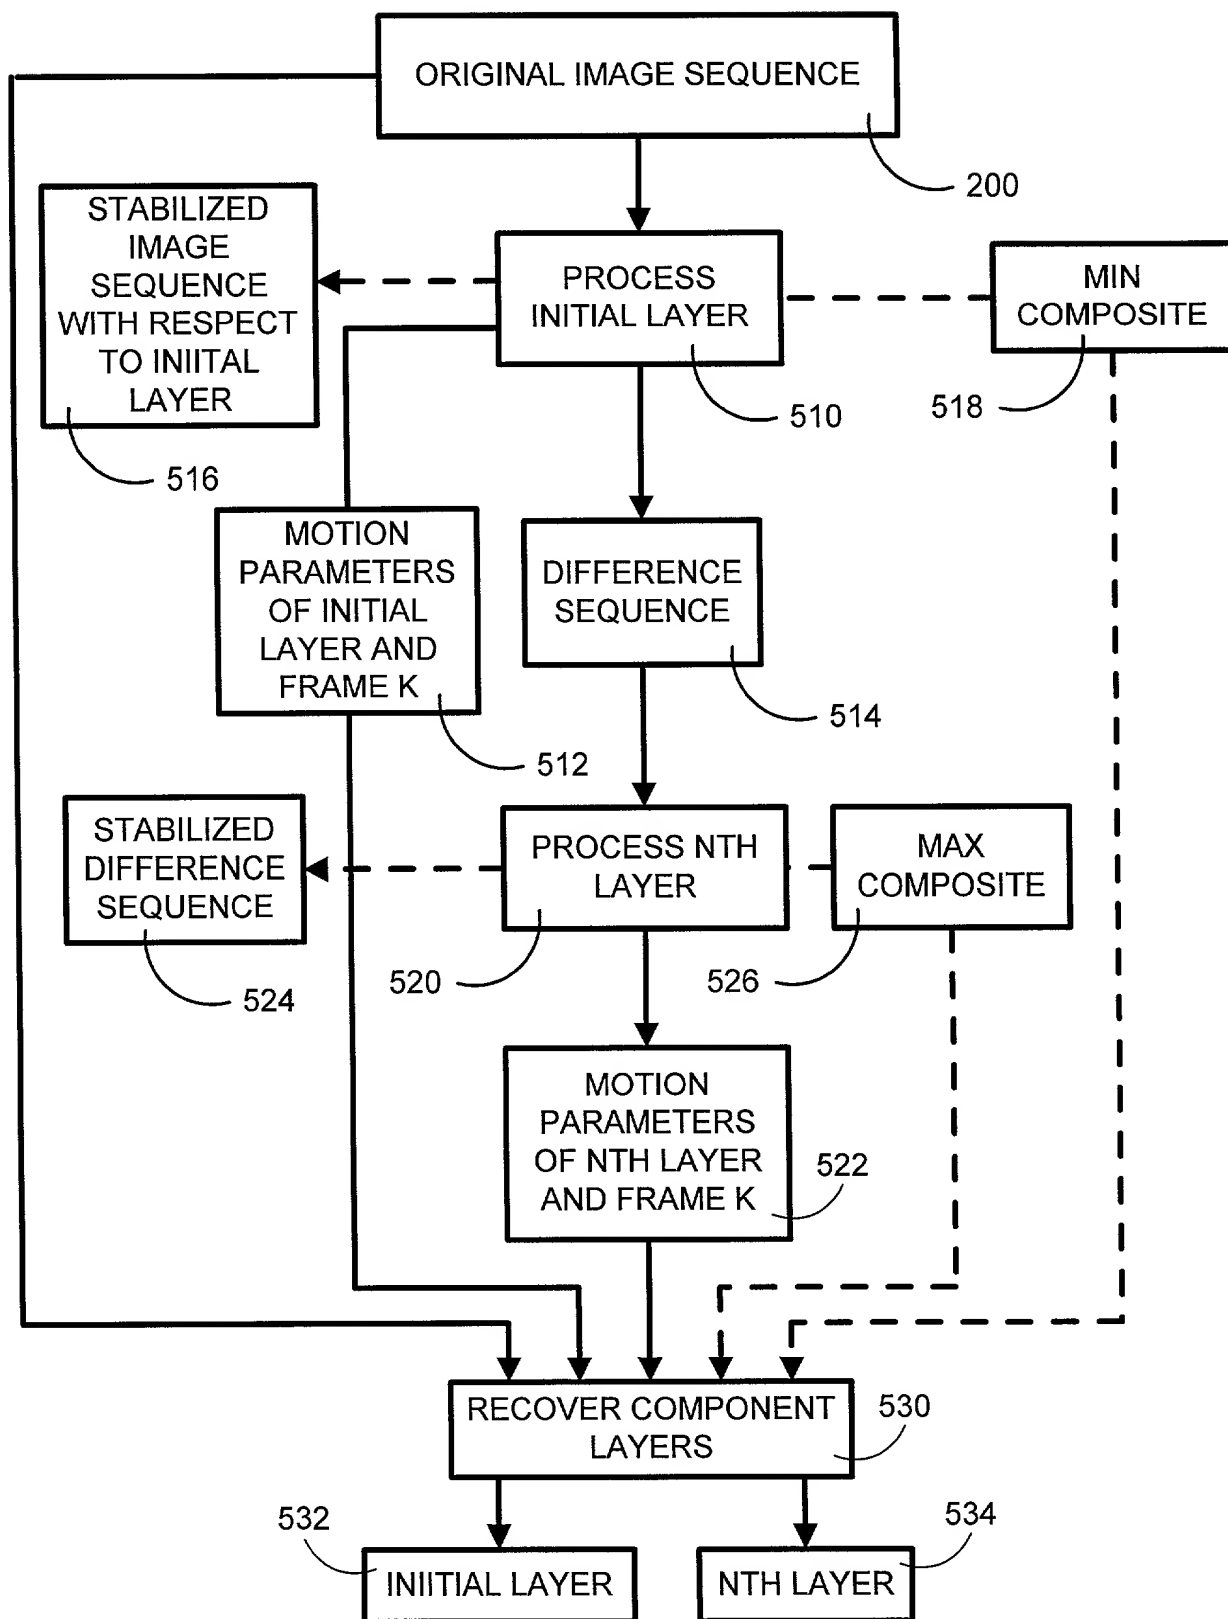 ORIGINAL IMAGE SEQUENCE
200
STABILIZED
IMAGE
SEQUENCE
WITH RESPECT
TO INIITAL
LAYER
516
PROCESS
INITIAL LAYER
510
MIN
COMPOSITE
518
MOTION
PARAMETERS
OF INITIAL
LAYER AND
FRAME K
512
DIFFERENCE
SEQUENCE
514
STABILIZED
DIFFERENCE
SEQUENCE
524
PROCESS NTH
LAYER
520
MAX
COMPOSITE
526
MOTION
PARAMETERS
OF NTH LAYER
AND FRAME K
522
RECOVER COMPONENT
LAYERS
530
532
INIITIAL LAYER
534
NTH LAYER